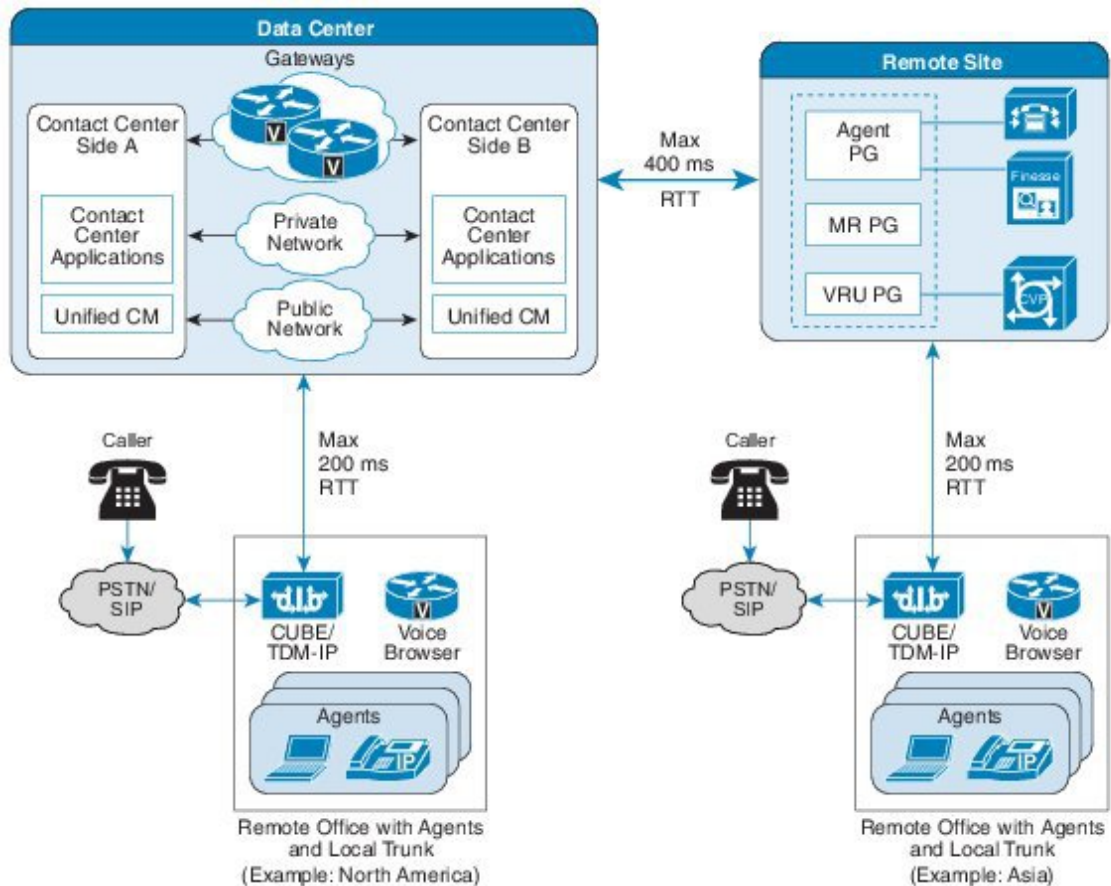 Data Center
Gateways
Contact Center
Side A
V
V
Contact Center
Side B
Contact
Center
Applications
Private
Network
Contact
Center
Applications
Unified CM
Public
Network
Unified CM
Max
400 ms
RTT
Remote Site
Agent
PG
Finesse
MR PG
VRU PG
CVP
Caller
Max
200 ms
RTT
PSTN/
SIP
CUBE/
TDM-IP
V
Voice
Browser
Agents
IP
Remote Office with Agents
and Local Trunk
(Example: North America)
Caller
Max
200 ms
RTT
PSTN/
SIP
CUBE/
TDM-IP
V
Voice
Browser
Agents
IP
Remote Office with Agents
and Local Trunk
(Example: Asia)